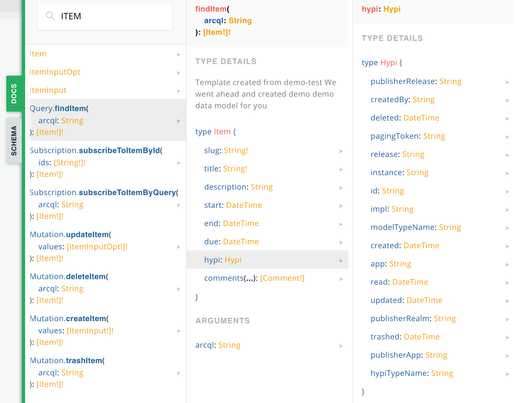 DOCS
SCHEMA
ITEM
Item
ItemInputOpt
ItemInput
Query.findItem(
arcql: String
): [Item!]!
Subscription.subscribeToItemById(
ids: [String!]!
): [Item!]!
Subscription.subscribeToItemByQuery(
arcql: String
): [Item!]!
Mutation.updateItem(
values: [ItemInputOpt!]!
): [Item!]!
Mutation.deleteItem(
arcql: String
): [Item!]!
Mutation.createItem(
values: [ItemInput!]!
): [Item!]!
Mutation.trashItem(
arcql: String
): [Item!]!
findItem(
arcql: String
): [Item!]!
TYPE DETAILS
Template created from demo-test We
went ahead and created demo demo
data model for you
type Item {
slug: String!
title: String!
description: String
start: DateTime
end: DateTime
due: DateTime
hypi: Hypi
comments(...): [Comment!]
}
ARGUMENTS
arcql: String
hypi: Hypi
TYPE DETAILS
type Hypi {
publisherRelease: String
createdBy: String
deleted: DateTime
pagingToken: String
release: String
instance: String
id: String
impl: String
modelTypeName: String
created: DateTime
app: String
read: DateTime
updated: DateTime
publisherRealm: String
trashed: DateTime
publisherApp: String
hypiTypeName: String
}